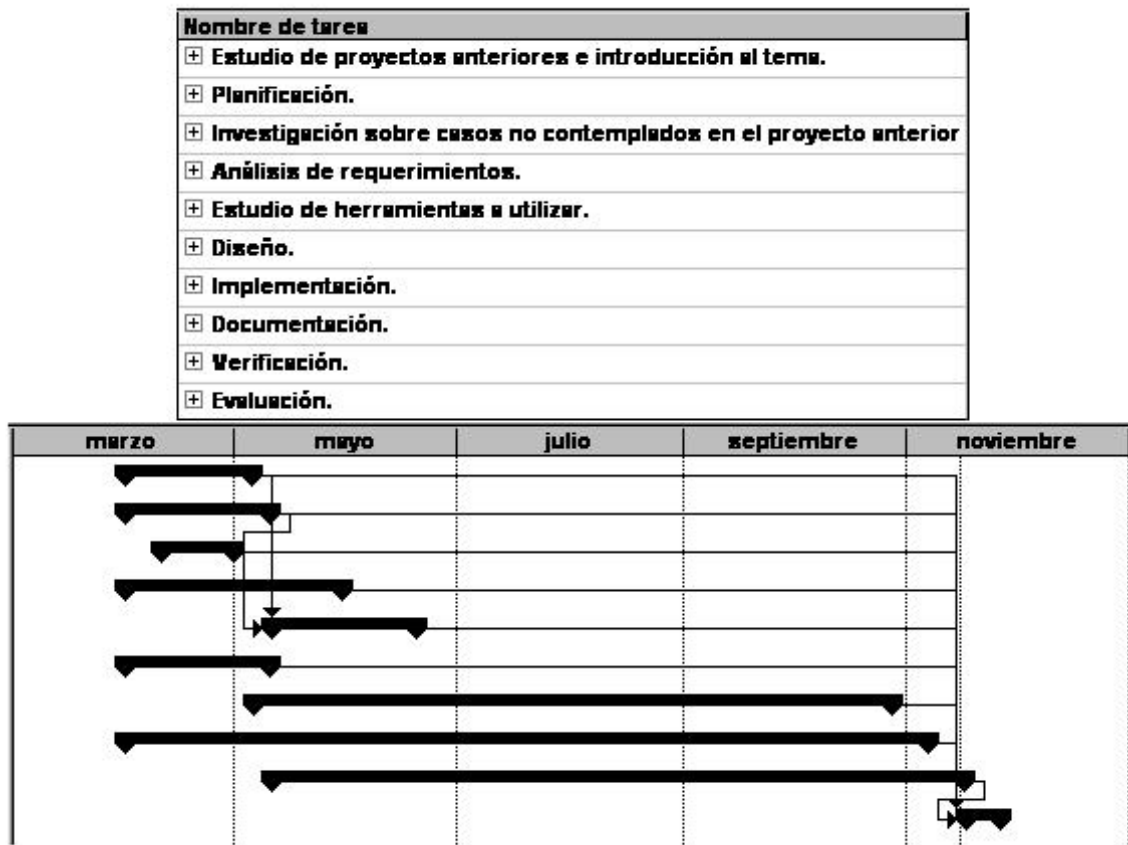 Nombre de tarea
Estudio de proyectos anteriores e introducción al tema.
Planificación.
Investigación sobre casos no contemplados en el proyecto anterior
Análisis de requerimientos.
Estudio de herramientas a utilizar.
Diseño.
Implementación.
Documentación.
Verificación.
Evaluación.
marzo mayo julio septiembre noviembre